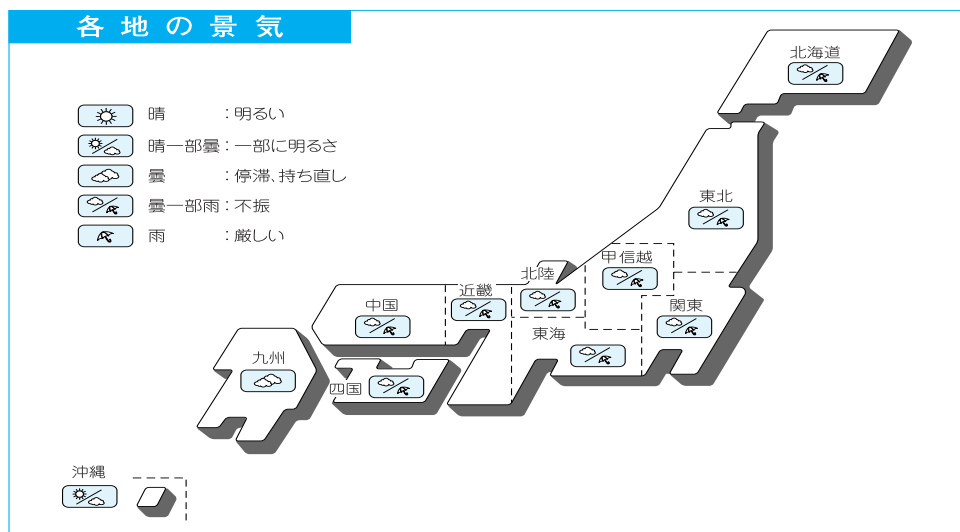 各地の景気
晴 ：明るい
晴一部曇：一部に明るさ
曇 ：停滞、持ち直し
曇一部雨：不振
雨 ：厳しい
北海道
東北
甲信越
北陸
近畿
中国
関東
東海
九州
四国
沖縄